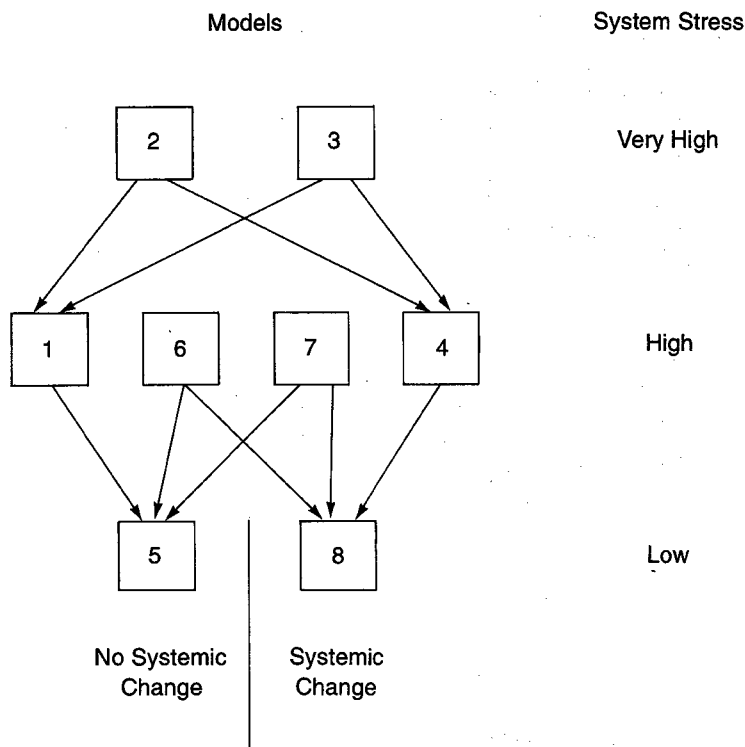 Models System Stress
2 3 Very High
1 6 7 4 High
5 8 Low
No Systemic Systemic
Change Change